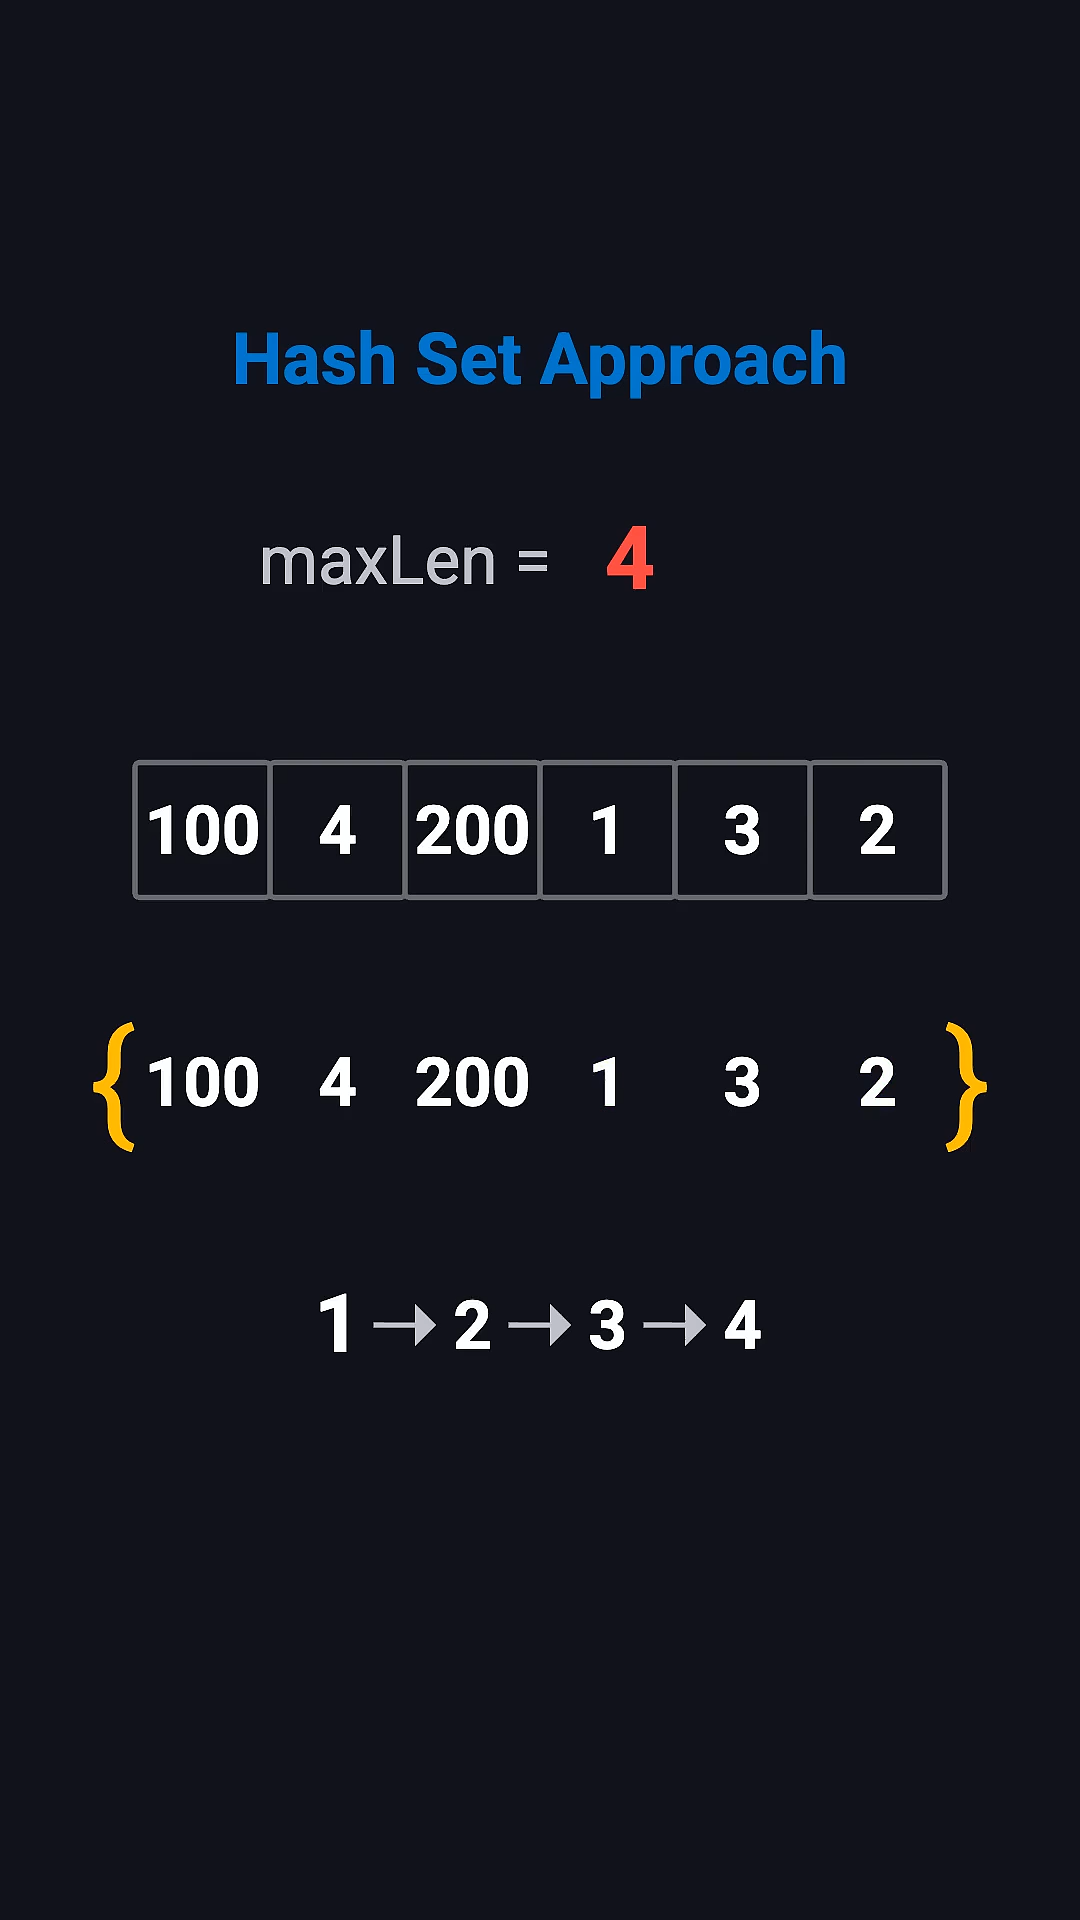 Hash Set Approach
maxLen = 4
100 4 200 1 3 2
{ 100 4 200 1 3 2 }
1 → 2 → 3 → 4